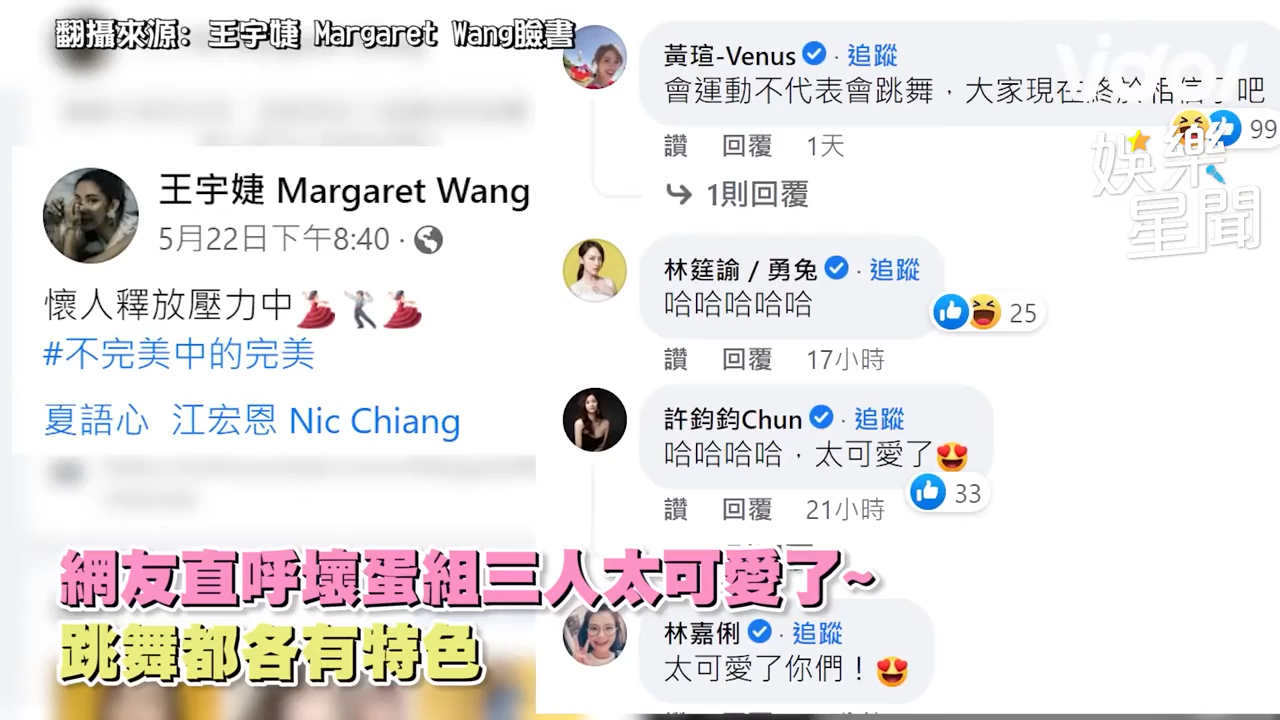 翻攝來源: 王宇婕 Margaret Wang臉書
王宇婕 Margaret Wang
5月22日下午8:40 ·
懷人釋放壓力中💃🕺💃
#不完美中的完美
夏語心 江宏恩 Nic Chiang
黃瑄-Venus · 追蹤
會運動不代表會跳舞，大家現在終於相信了吧
99
讚 回覆 1天
1則回覆
林筳諭 / 勇兔 · 追蹤
哈哈哈哈哈
25
讚 回覆 17小時
許鈞鈞Chun · 追蹤
哈哈哈哈，太可愛了😍
33
讚 回覆 21小時
林嘉俐 · 追蹤
太可愛了你們！😍
Vidol
娛樂星聞
網友直呼壞蛋組三人太可愛了~
跳舞都各有特色